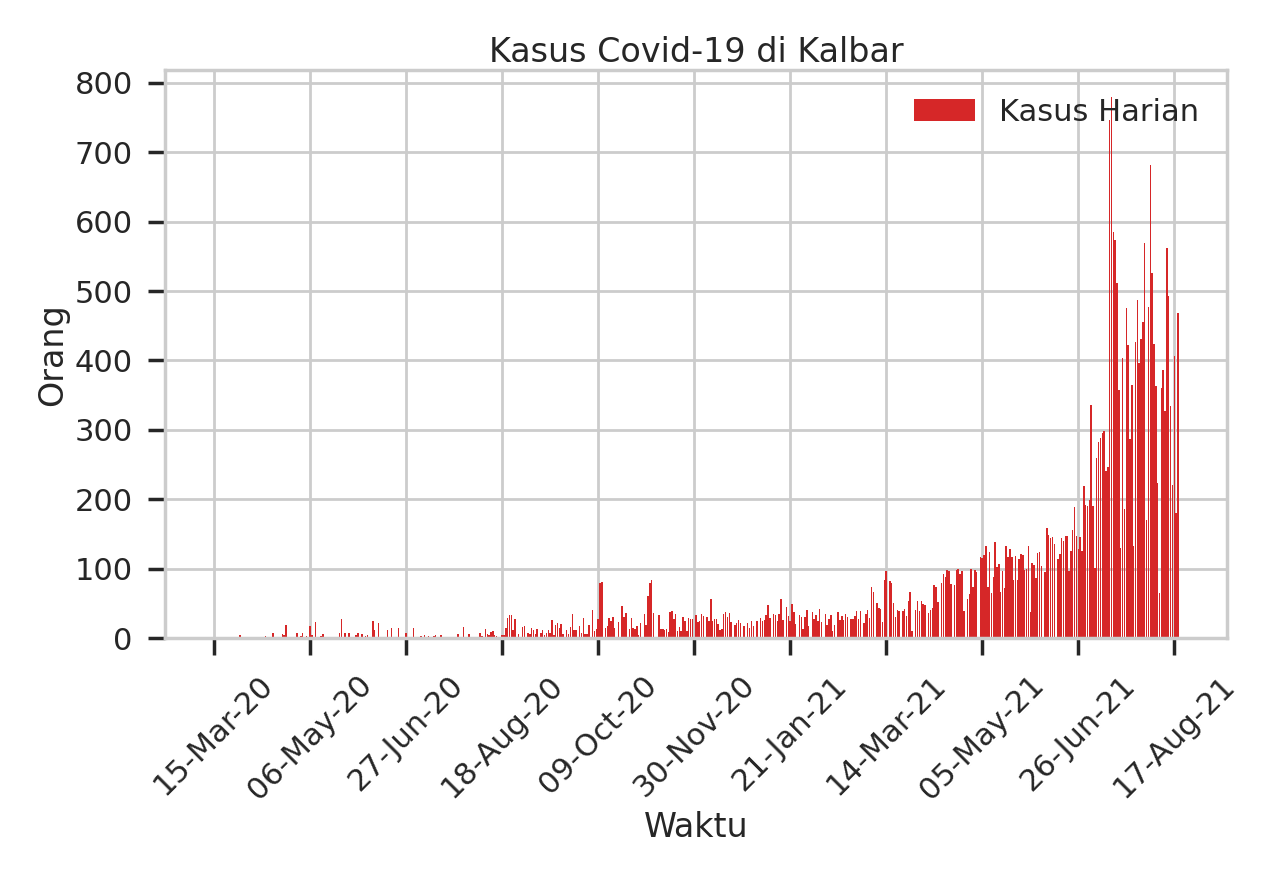 Kasus Covid-19 di Kalbar
Kasus Harian
800
700
600
500
400
300
200
100
0
Orang
15-Mar-20
06-May-20
27-Jun-20
18-Aug-20
09-Oct-20
30-Nov-20
21-Jan-21
14-Mar-21
05-May-21
26-Jun-21
17-Aug-21
Waktu